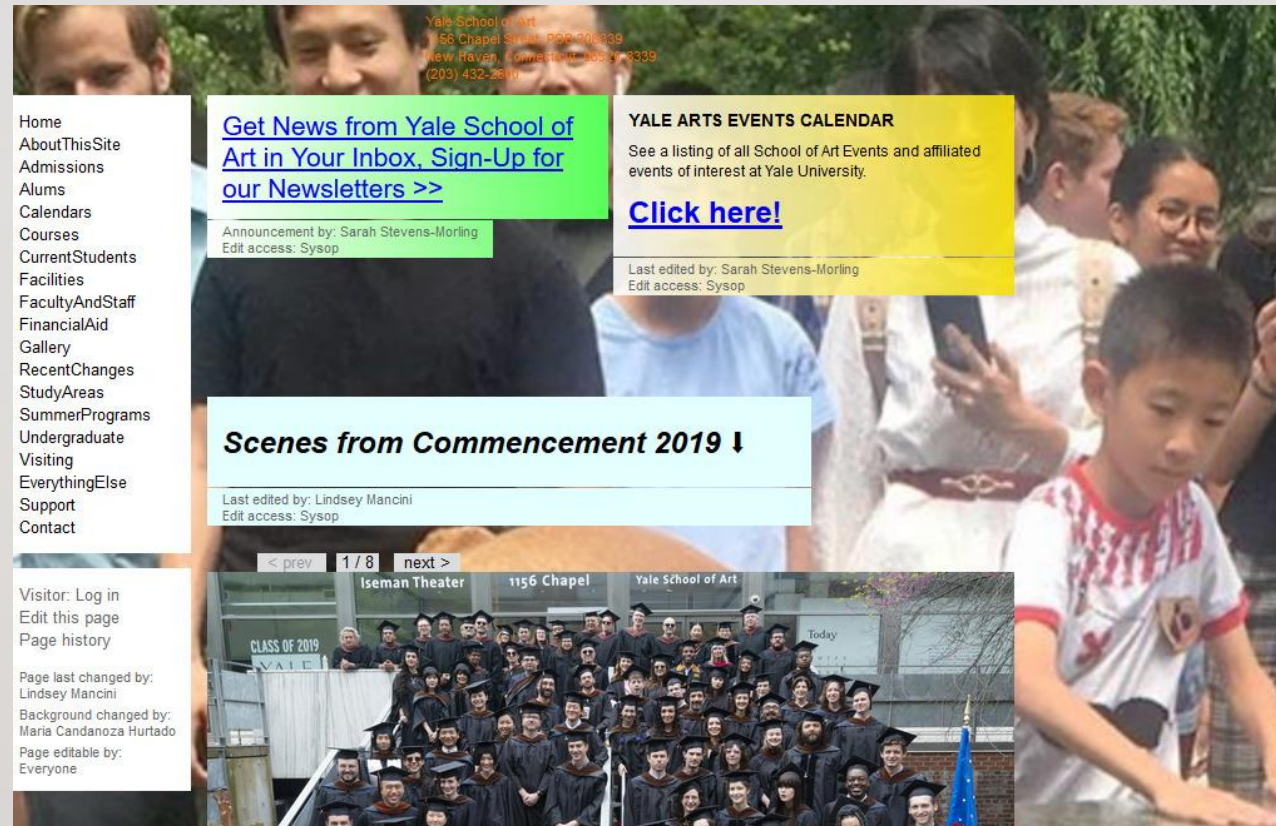 Yale School of Art
1156 Chapel Street, POB 208339
New Haven, Connecticut, 06520-8339
(203) 432-2600
Home
AboutThisSite
Admissions
Alums
Calendars
Courses
CurrentStudents
Facilities
FacultyAndStaff
FinancialAid
Gallery
RecentChanges
StudyAreas
SummerPrograms
Undergraduate
Visiting
EverythingElse
Support
Contact
Visitor: Log in
Edit this page
Page history
Page last changed by:
Lindsey Mancini
Background changed by:
Maria Candanoza Hurtado
Page editable by:
Everyone
Get News from Yale School of
Art in Your Inbox, Sign-Up for
our Newsletters >>
Announcement by: Sarah Stevens-Morling
Edit access: Sysop
YALE ARTS EVENTS CALENDAR
See a listing of all School of Art Events and affiliated
events of interest at Yale University.
Click here!
Last edited by: Sarah Stevens-Morling
Edit access: Sysop
Scenes from Commencement 2019 ⬇
Last edited by: Lindsey Mancini
Edit access: Sysop
< prev 1 / 8 next >
Iseman Theater 1156 Chapel Yale School of Art
CLASS OF 2019
YALE
Today